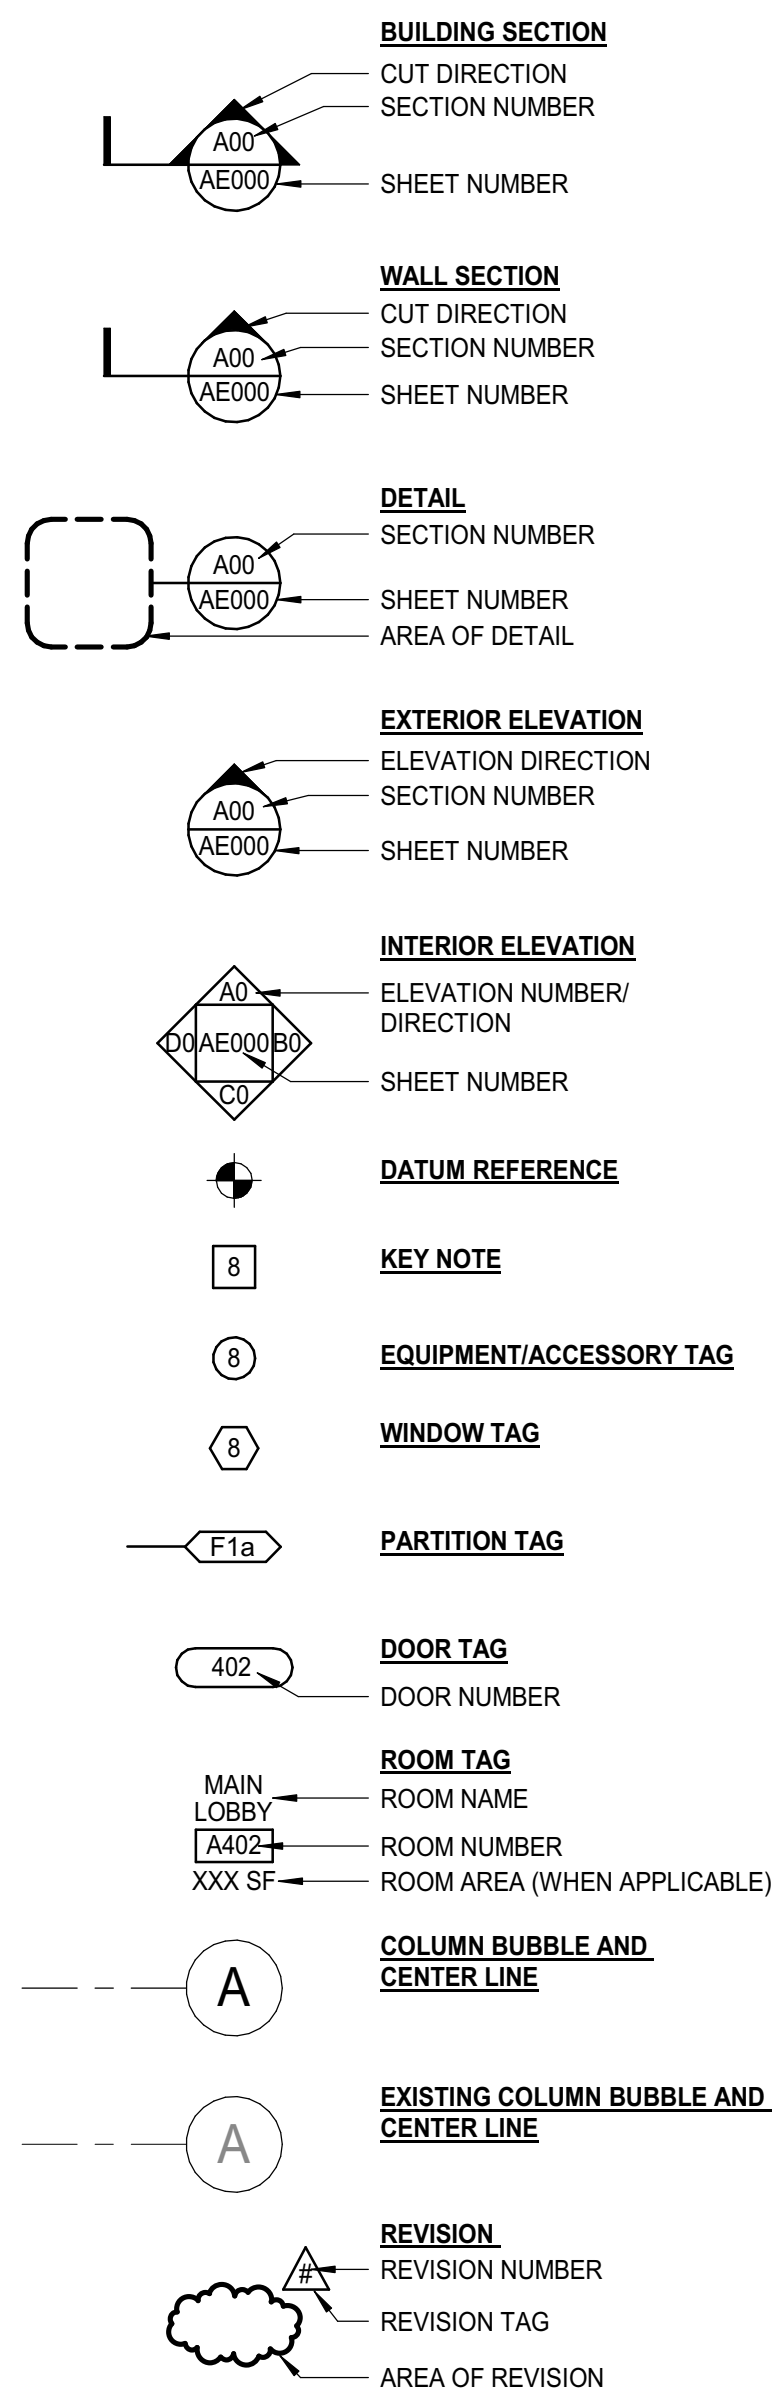 BUILDING SECTION
CUT DIRECTION
SECTION NUMBER
A00
AE000
SHEET NUMBER
WALL SECTION
CUT DIRECTION
SECTION NUMBER
A00
AE000
SHEET NUMBER
DETAIL
SECTION NUMBER
A00
AE000
SHEET NUMBER
AREA OF DETAIL
EXTERIOR ELEVATION
ELEVATION DIRECTION
SECTION NUMBER
A00
AE000
SHEET NUMBER
INTERIOR ELEVATION
A0
ELEVATION NUMBER/
DIRECTION
D0 AE000 B0
SHEET NUMBER
C0
DATUM REFERENCE
8
KEY NOTE
8
EQUIPMENT/ACCESSORY TAG
8
WINDOW TAG
F1a
PARTITION TAG
DOOR TAG
402
DOOR NUMBER
ROOM TAG
MAIN
LOBBY
ROOM NAME
A402
ROOM NUMBER
XXX SF
ROOM AREA (WHEN APPLICABLE)
COLUMN BUBBLE AND
CENTER LINE
A
EXISTING COLUMN BUBBLE AND
CENTER LINE
A
REVISION
#
REVISION NUMBER
REVISION TAG
AREA OF REVISION